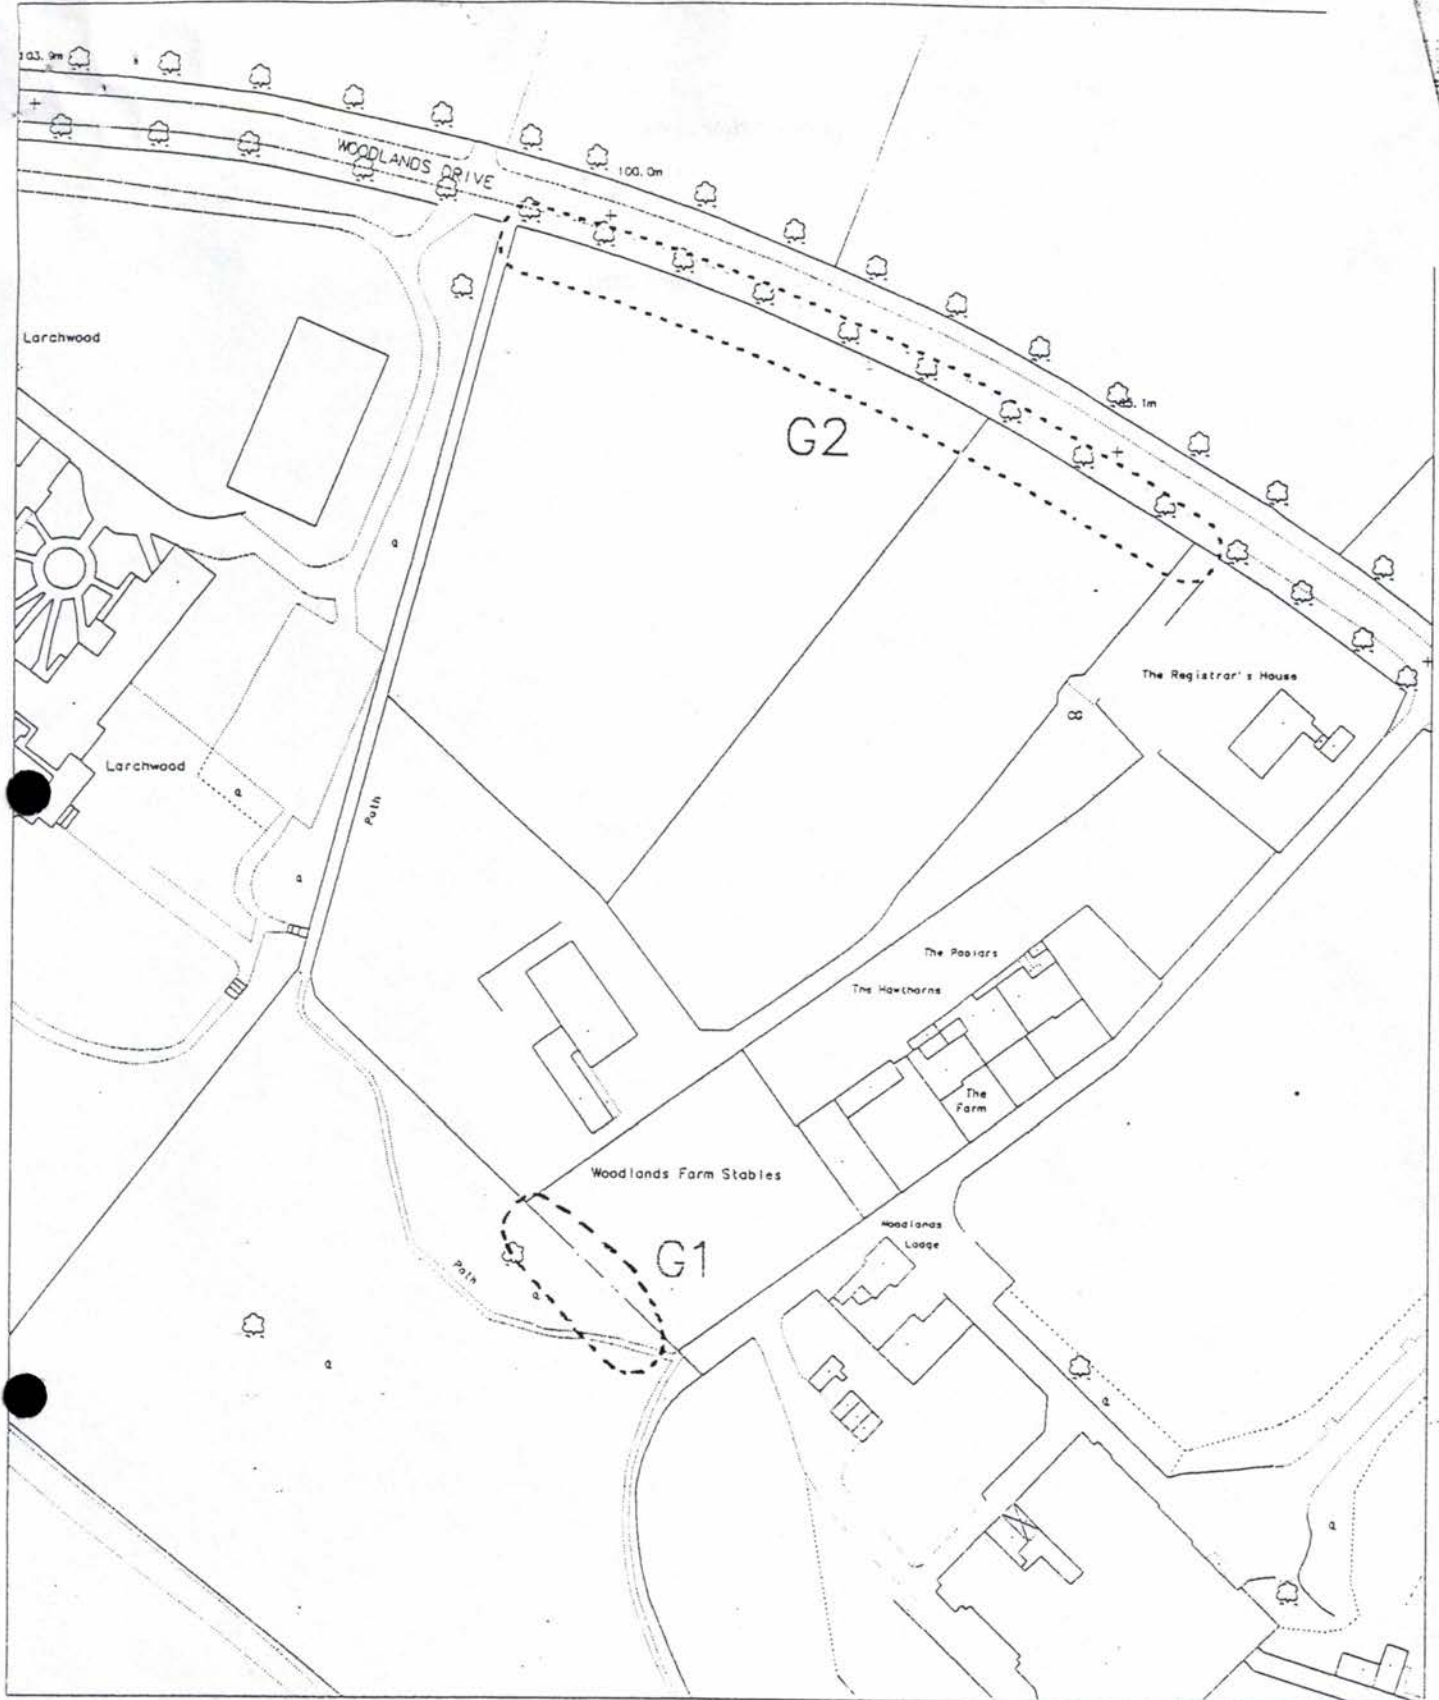 103.9m
WOODLANDS DRIVE
100.0m
Larchwood
G2
The Registrar's House
Larchwood
Path
The Poplars
The Hawthorns
The
Farm
Woodlands Farm Stables
Woodlands
Lodge
G1
Path